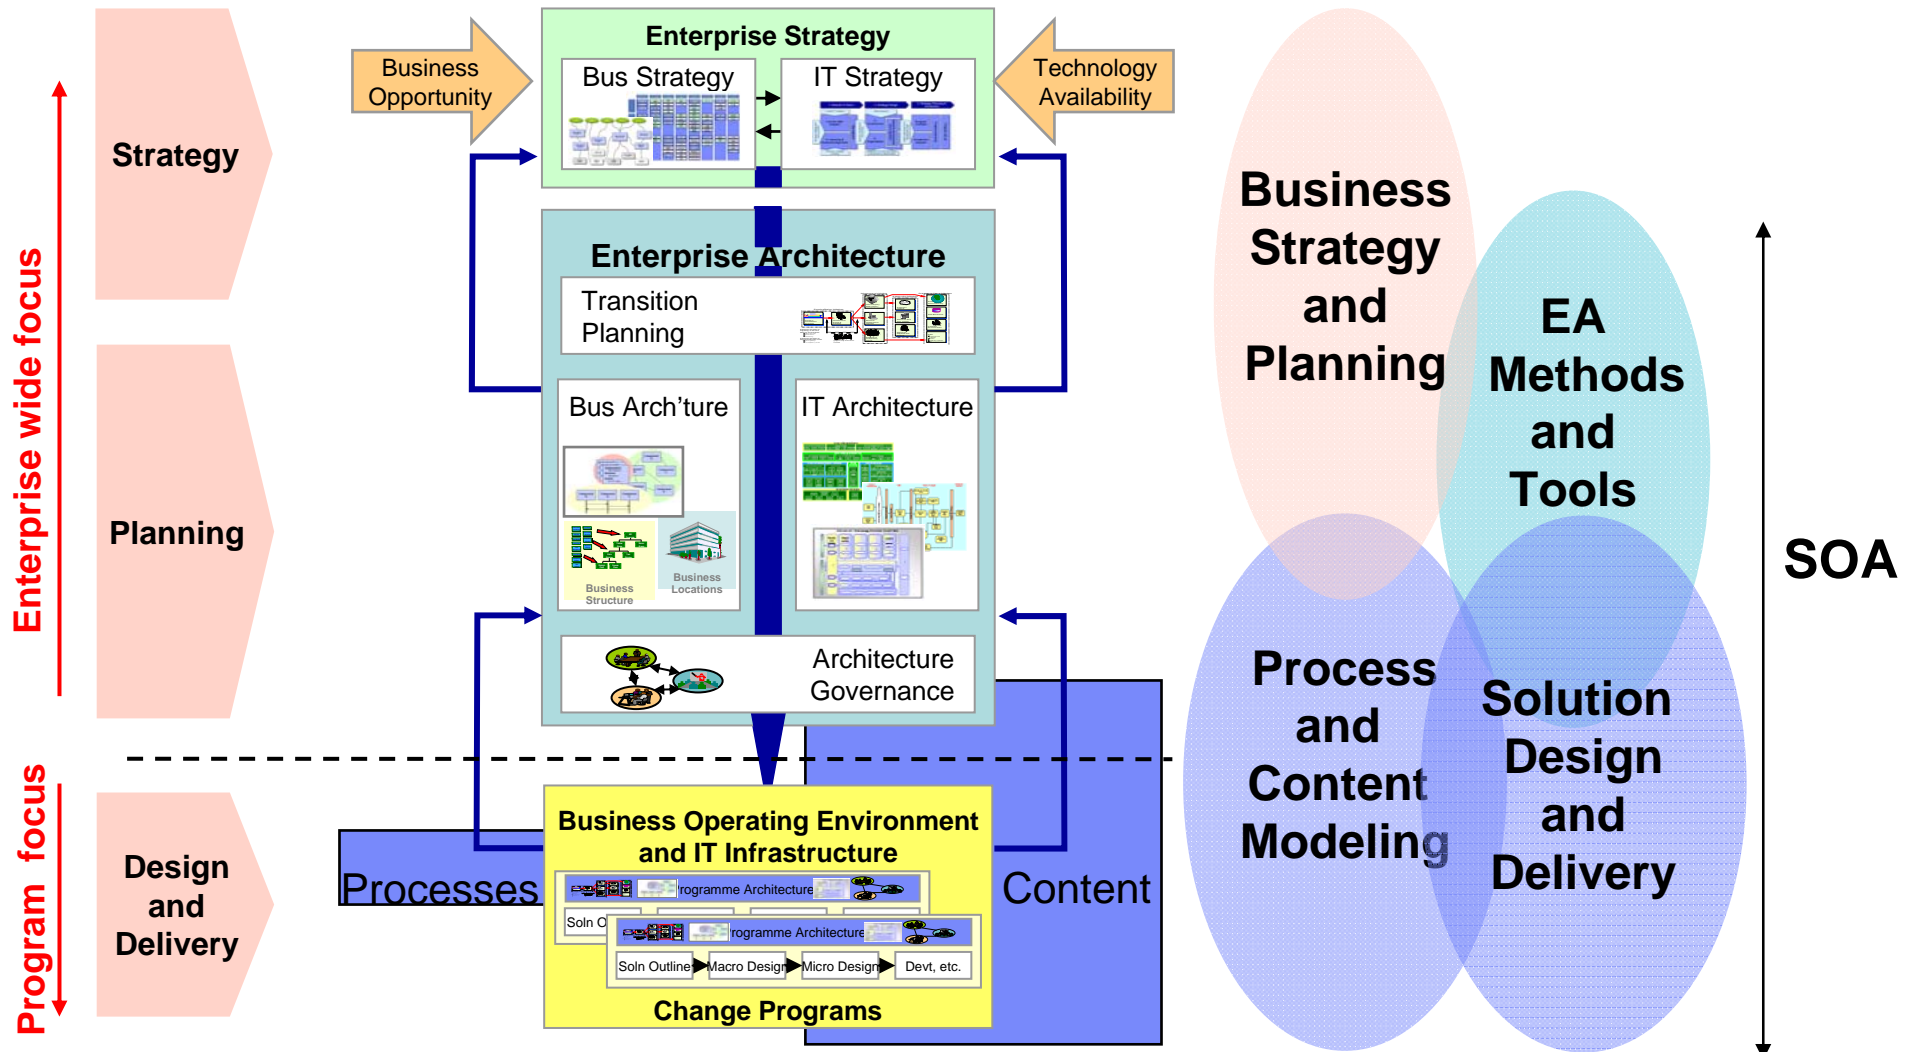 Enterprise wide focus
Program focus
Strategy
Planning
Design
and
Delivery
Business
Opportunity
Enterprise Strategy
Bus Strategy
IT Strategy
Technology
Availability
Enterprise Architecture
Transition
Planning
Bus Arch’ture
IT Architecture
Business
Structure
Business
Locations
Architecture
Governance
Processes
Content
Business Operating Environment
and IT Infrastructure
rogramme Architecture
Soln O
rogramme Architecture
Soln Outline
Macro Design
Micro Design
Devt, etc.
Change Programs
Business
Strategy
and
Planning
EA
Methods
and
Tools
Process
and
Content
Modeling
Solution
Design
and
Delivery
SOA